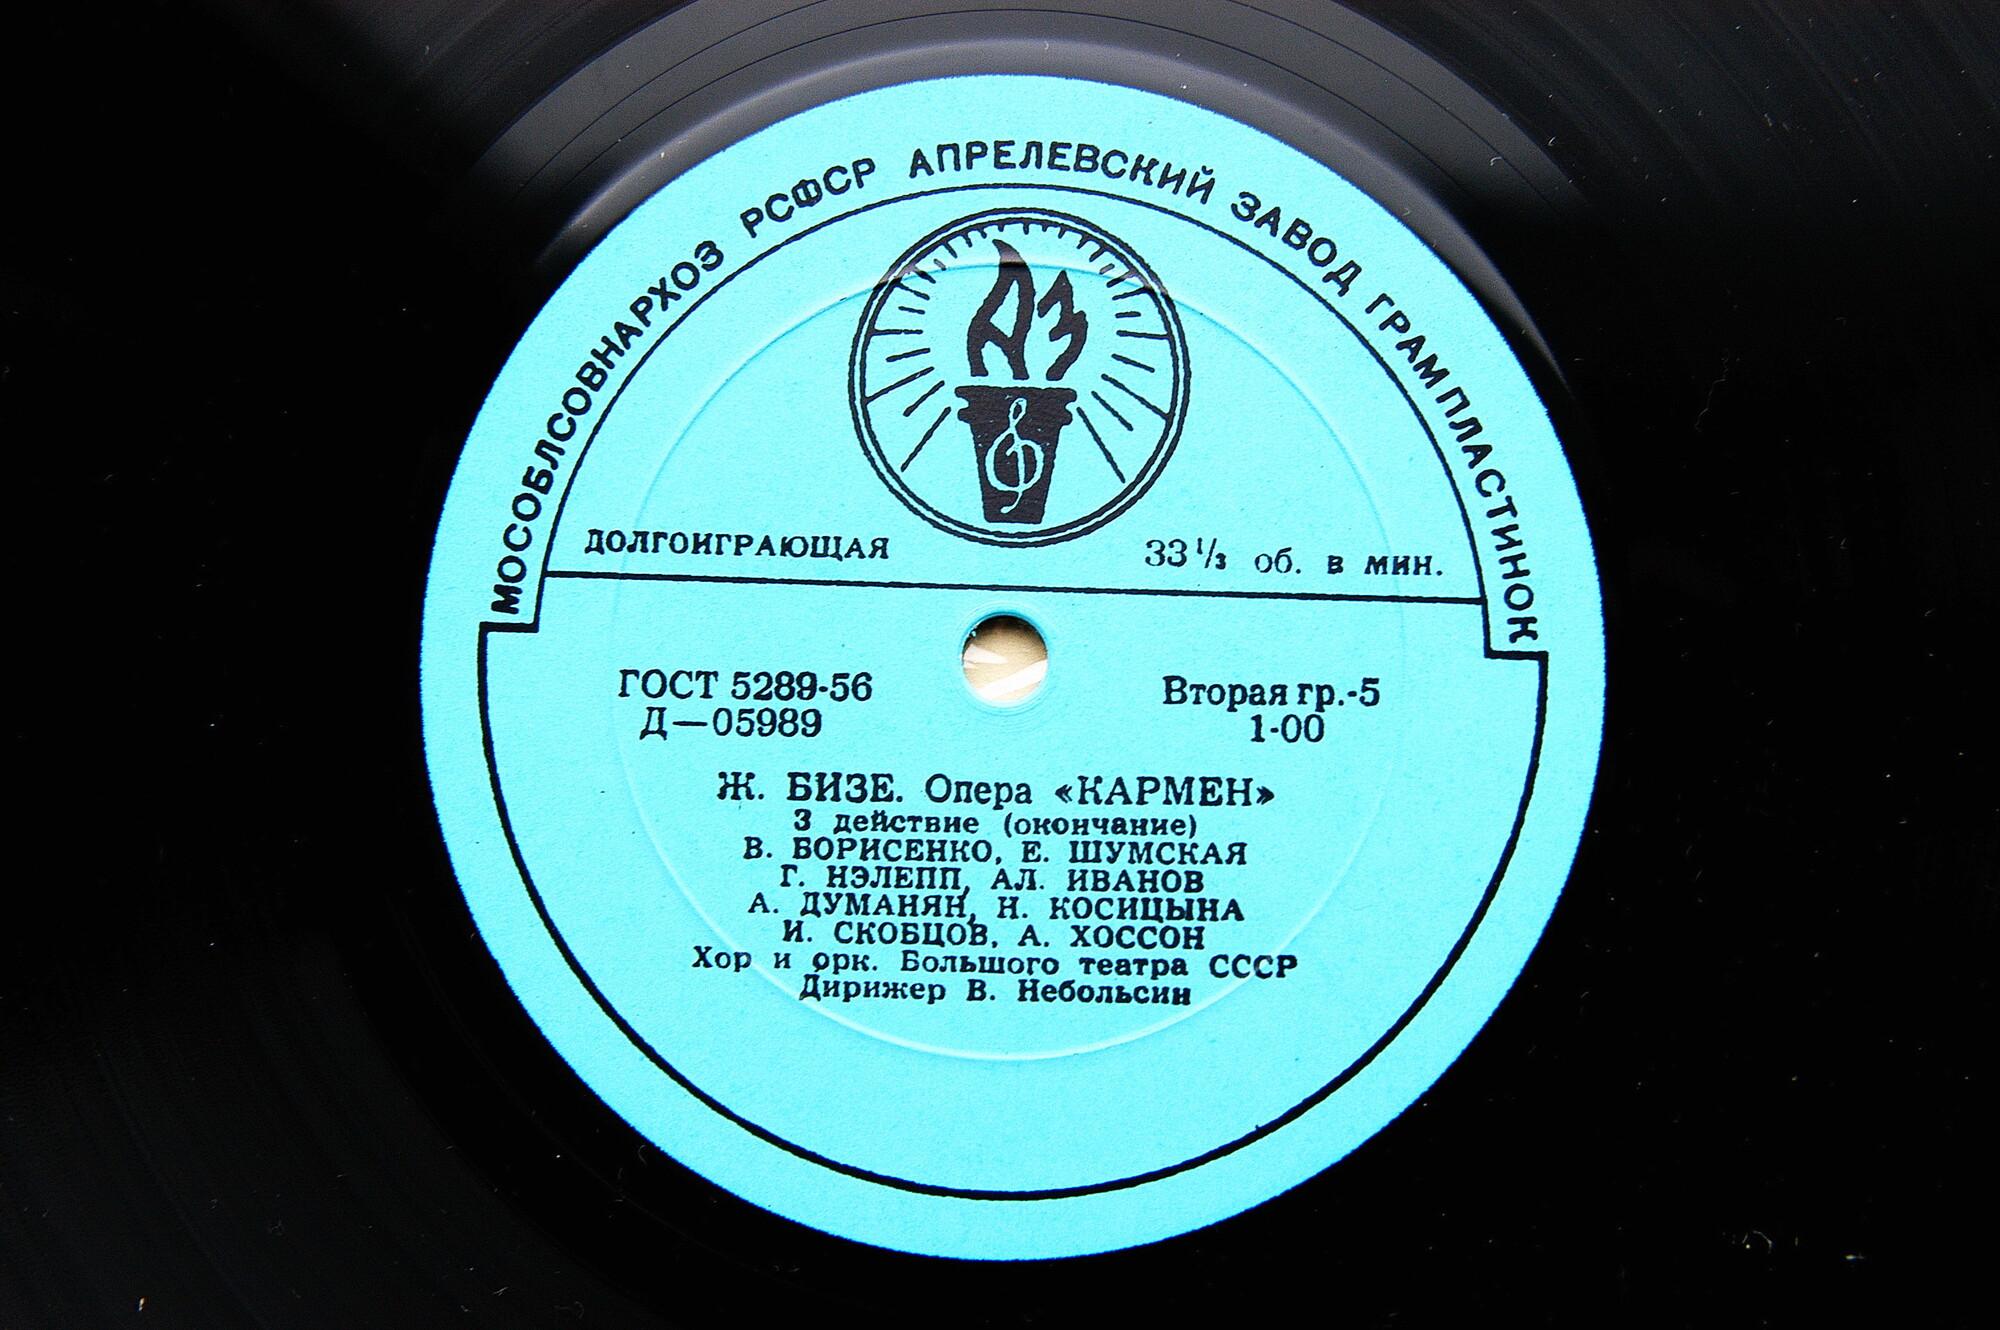 МОСОБЛСОВНАРХОЗ РСФСР АПРЕЛЕВСКИЙ ЗАВОД ГРАМПЛАСТИНОК
АЗ
ДОЛГОИГРАЮЩАЯ 33 1/3 об. в мин.
ГОСТ 5289-56 Вторая гр.-5
Д—05989 1-00
Ж. БИЗЕ. Опера «КАРМЕН»
3 действие (окончание)
В. БОРИСЕНКО, Е. ШУМСКАЯ
Г. НЭЛЕПП, АЛ. ИВАНОВ
А. ДУМАНЯН, Н. КОСИЦЫНА
И. СКОБЦОВ, А. ХОССОН
Хор и орк. Большого театра СССР
Дирижер В. Небольсин